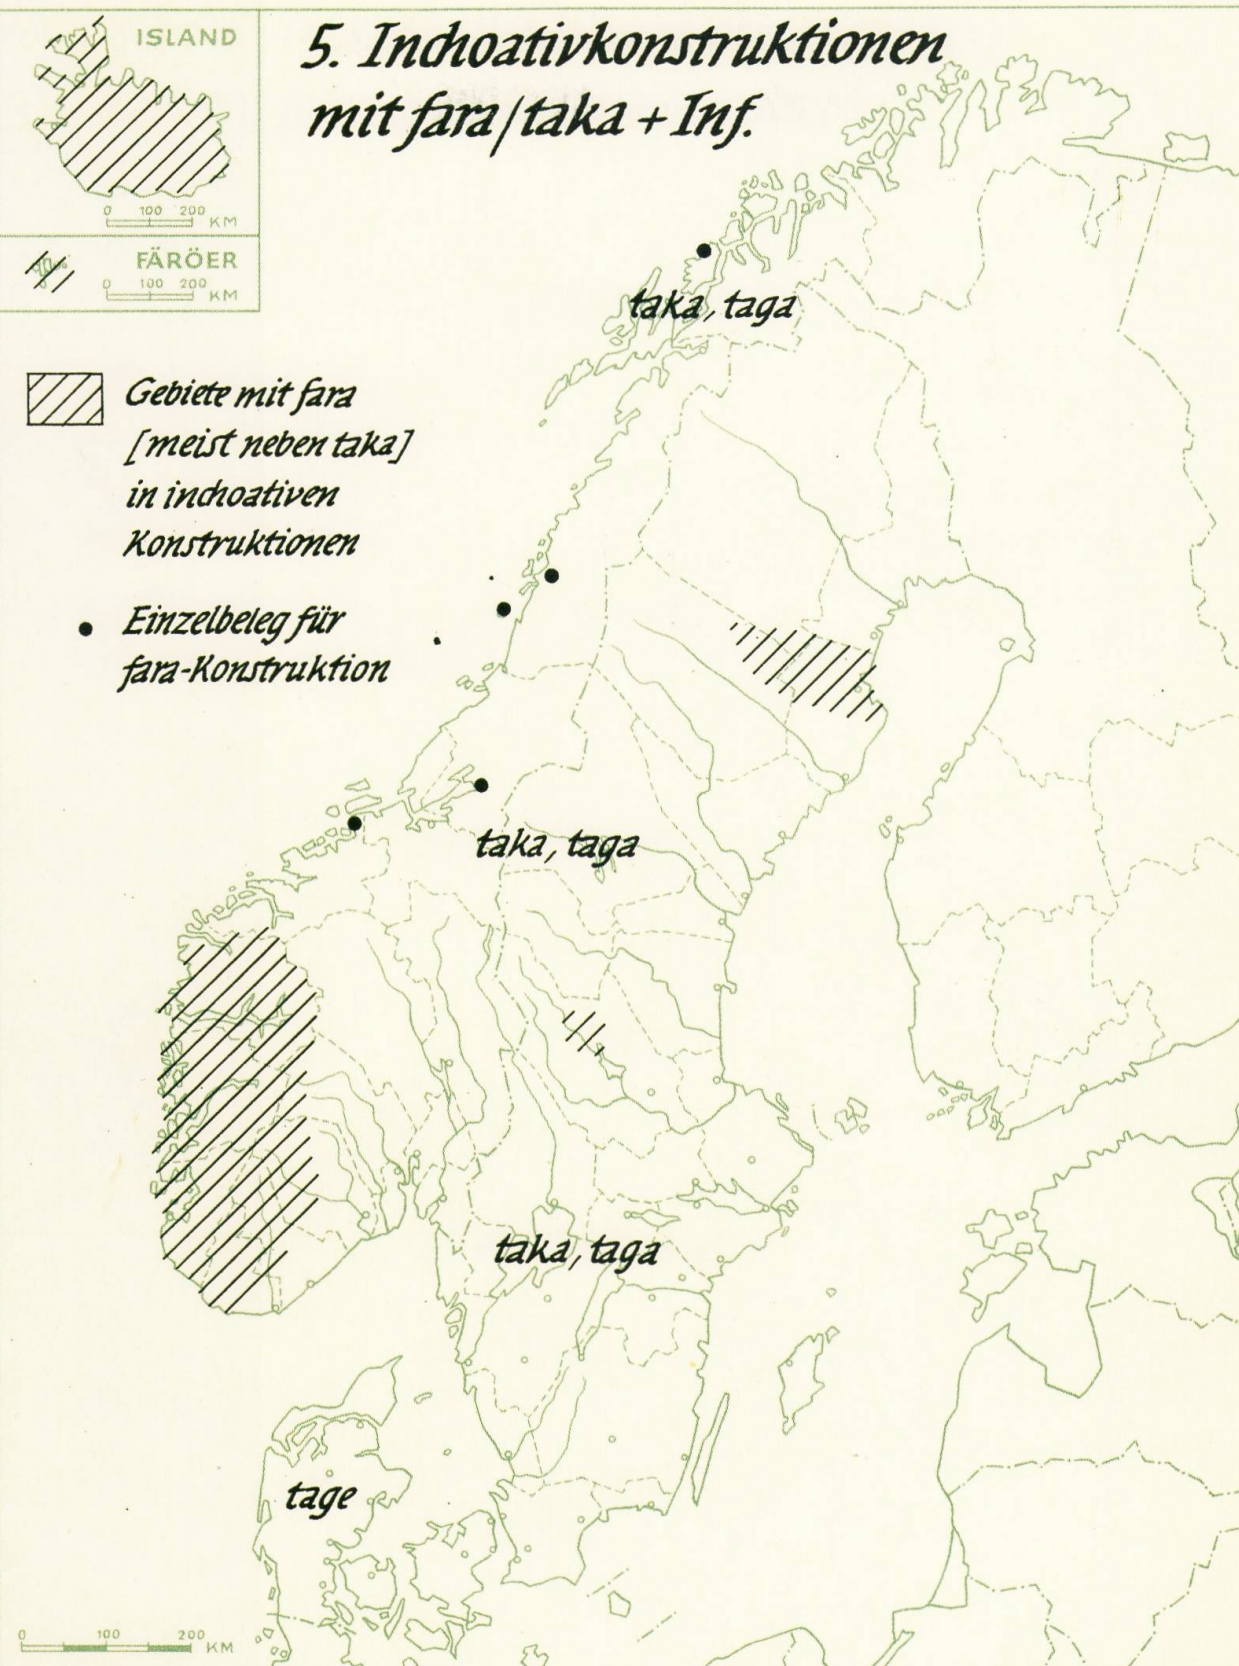 5. Inchoativkonstruktionen
mit fara/taka + Inf.
ISLAND
0 100 200
KM
FÄRÖER
0 100 200
KM
Gebiete mit fara
[meist neben taka]
in inchoativen
Konstruktionen
Einzelbeleg für
fara-Konstruktion
taka, taga
taka, taga
taka, taga
tage
0 100 200 KM